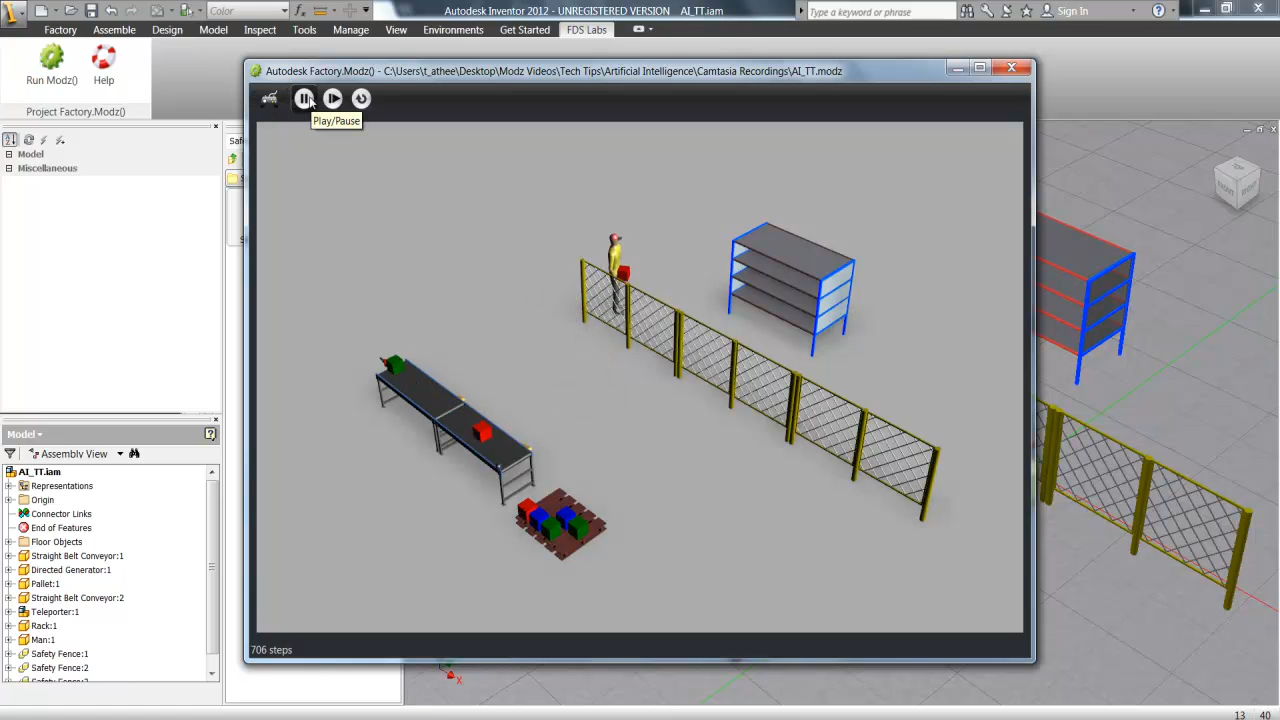 Color
Autodesk Inventor 2012 - UNREGISTERED VERSION AI_TT.iam
Type a keyword or phrase
Sign In
Factory Assemble Design Model Inspect Tools Manage View Environments Get Started FDS Labs
Run Modz() Help
Project Factory.Modz()
Autodesk Factory.Modz() - C:\Users\t_athee\Desktop\Modz Videos\Tech Tips\Artificial Intelligence\Camtasia Recordings\AI_TT.modz
Play/Pause
Model
Miscellaneous
Safe
TOP
Model
Assembly View
AI_TT.iam
Representations
Origin
Connector Links
End of Features
Floor Objects
Straight Belt Conveyor:1
Directed Generator:1
Pallet:1
Straight Belt Conveyor:2
Teleporter:1
Rack:1
Man:1
Safety Fence:1
Safety Fence:2
706 steps
X
13 40